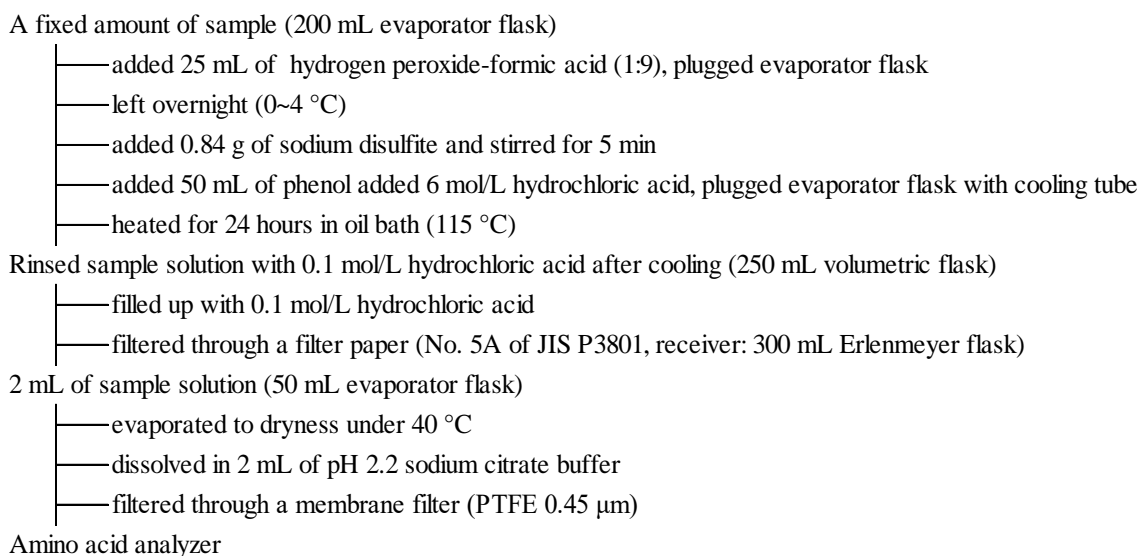 A fixed amount of sample (200 mL evaporator flask)
added 25 mL of hydrogen peroxide-formic acid (1:9), plugged evaporator flask
left overnight (0~4 °C)
added 0.84 g of sodium disulfite and stirred for 5 min
added 50 mL of phenol added 6 mol/L hydrochloric acid, plugged evaporator flask with cooling tube
heated for 24 hours in oil bath (115 °C)
Rinsed sample solution with 0.1 mol/L hydrochloric acid after cooling (250 mL volumetric flask)
filled up with 0.1 mol/L hydrochloric acid
filtered through a filter paper (No. 5A of JIS P3801, receiver: 300 mL Erlenmeyer flask)
2 mL of sample solution (50 mL evaporator flask)
evaporated to dryness under 40 °C
dissolved in 2 mL of pH 2.2 sodium citrate buffer
filtered through a membrane filter (PTFE 0.45 μm)
Amino acid analyzer